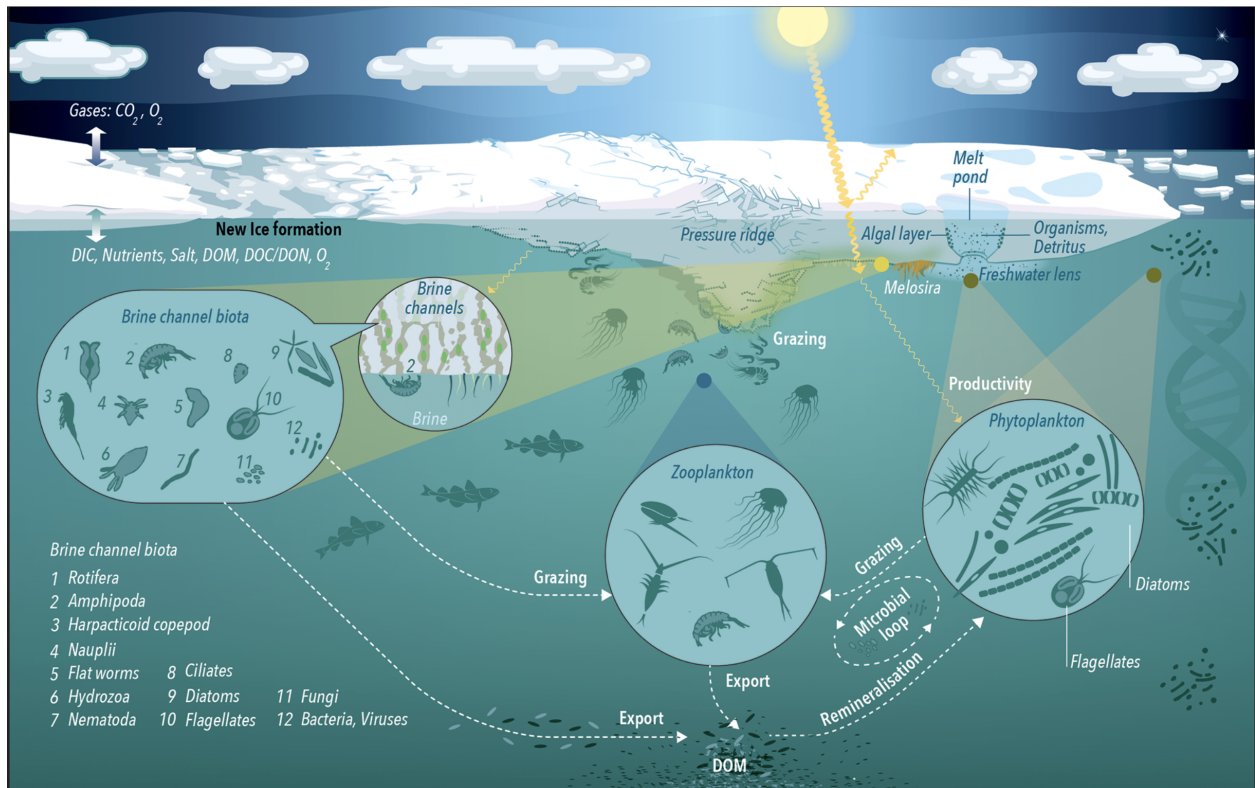 Gases: CO2, O2
Melt
pond
New Ice formation
Pressure ridge
Algal layer
Organisms,
Detritus
DIC, Nutrients, Salt, DOM, DOC/DON, O2
Freshwater lens
Melosira
Brine
channels
2
Brine
Brine channel biota
1
2
8
9
3
4
5
10
6
7
11
12
Grazing
Productivity
Phytoplankton
Zooplankton
Diatoms
Flagellates
Grazing
Grazing
Microbial
loop
Remineralisation
Export
Export
DOM
Brine channel biota
1 Rotifera
2 Amphipoda
3 Harpacticoid copepod
4 Nauplii
5 Flat worms
6 Hydrozoa
7 Nematoda
8 Ciliates
9 Diatoms
10 Flagellates
11 Fungi
12 Bacteria, Viruses